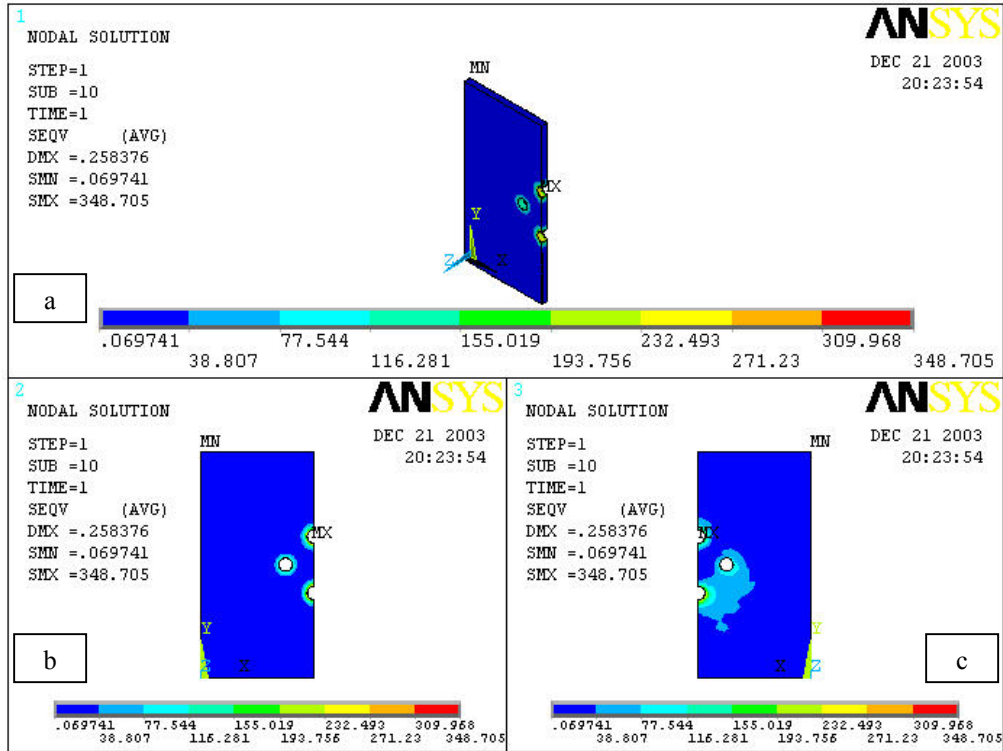 1
ANSYS
NODAL SOLUTION
DEC 21 2003
20:23:54
STEP=1
SUB =10
TIME=1
SEQV (AVG)
DMX =.258376
SMN =.069741
SMX =348.705
MN
MX
Y
Z X
a
.069741 77.544 155.019 232.493 309.968
38.807 116.281 193.756 271.23 348.705
2
ANSYS
NODAL SOLUTION
DEC 21 2003
20:23:54
STEP=1
SUB =10
TIME=1
SEQV (AVG)
DMX =.258376
SMN =.069741
SMX =348.705
MN
MX
Y
Z X
b
.069741 77.544 155.019 232.493 309.968
38.807 116.281 193.756 271.23 348.705
3
ANSYS
NODAL SOLUTION
DEC 21 2003
20:23:54
STEP=1
SUB =10
TIME=1
SEQV (AVG)
DMX =.258376
SMN =.069741
SMX =348.705
MN
MX
Y
X Z
c
.069741 77.544 155.019 232.493 309.968
38.807 116.281 193.756 271.23 348.705